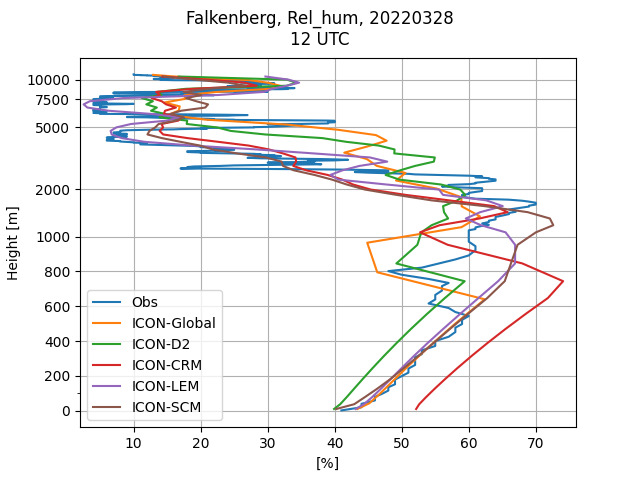 Falkenberg, Rel_hum, 20220328
12 UTC
Height [m]
10000
7500
5000
2000
1000
800
600
400
200
0
Obs
ICON-Global
ICON-D2
ICON-CRM
ICON-LEM
ICON-SCM
10 20 30 40 50 60 70
[%]